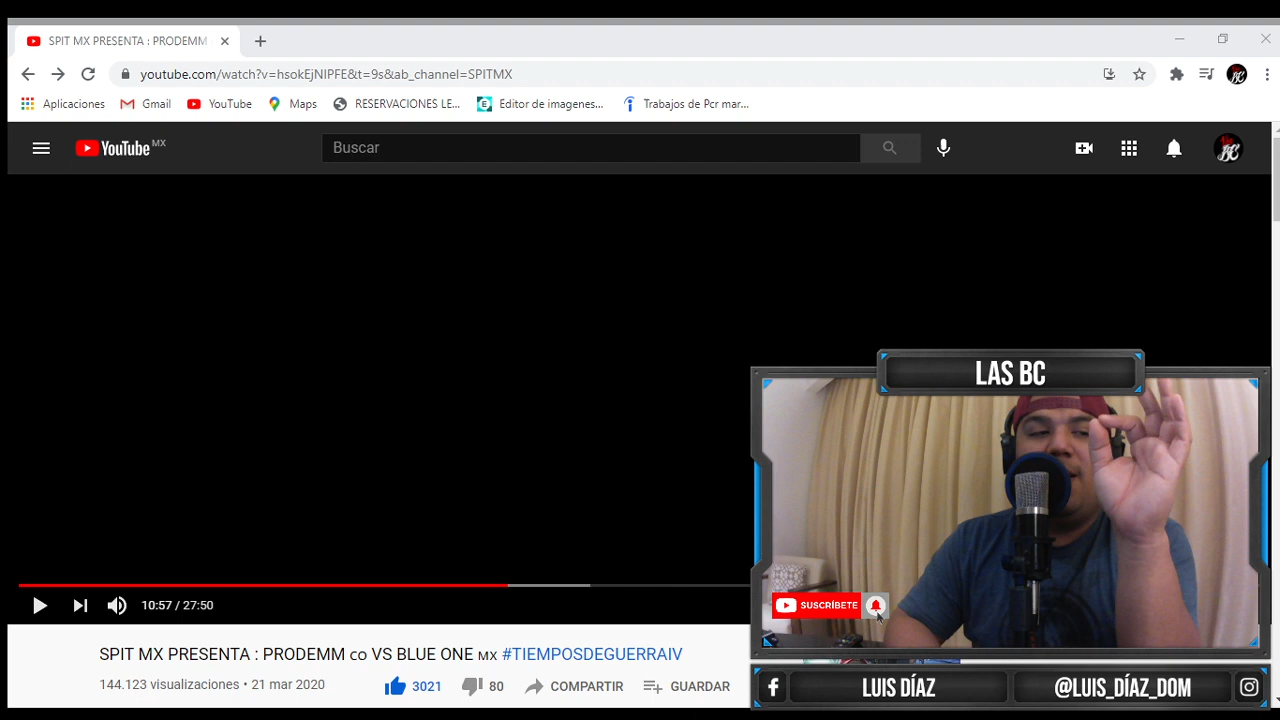 SPIT MX PRESENTA : PRODEMM
youtube.com/watch?v=hsokEjNIPFE&t=9s&ab_channel=SPITMX
BC
Aplicaciones Gmail YouTube Maps RESERVACIONES LE... Editor de imagenes... Trabajos de Pcr mar...
YouTube MX Buscar BC
LAS BC
SUSCRÍBETE
10:57 / 27:50
SPIT MX PRESENTA : PRODEMM co VS BLUE ONE MX #TIEMPOSDEGUERRAIV
144.123 visualizaciones • 21 mar 2020 3021 80 COMPARTIR GUARDAR
LUIS DÍAZ @LUIS_DÍAZ_DOM